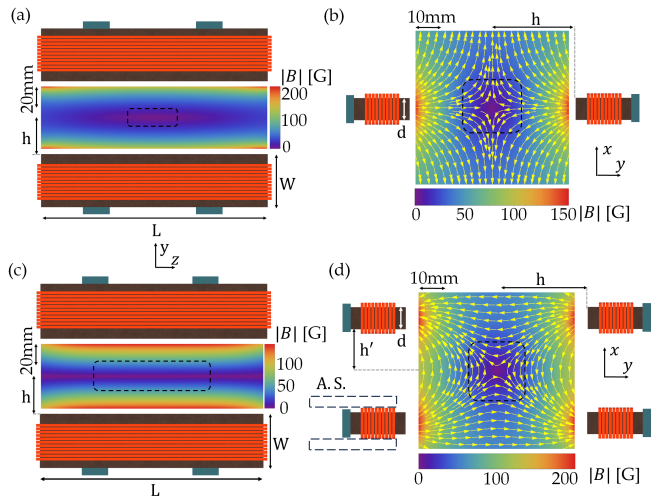 (a)
|B| [G]
20mm
200
100
0
h
W
L
(b)
10mm
h
d
x
y
0 50 100 150
|B| [G]
y
z
(c)
|B| [G]
20mm
100
50
0
h
W
L
(d)
10mm
h
h′
d
A. S.
x
y
0 100 200
|B| [G]